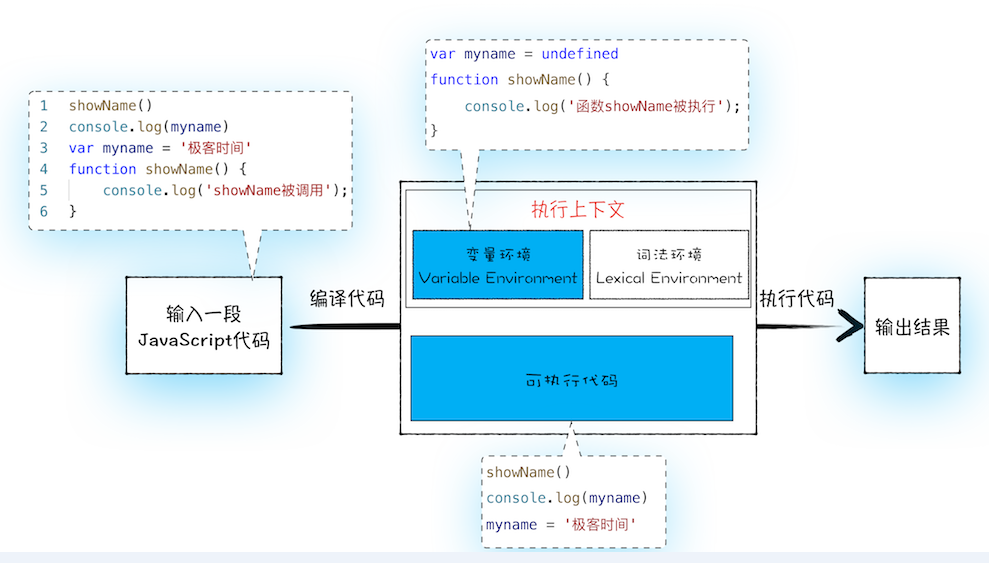 var myname = undefined
function showName() {
console.log('函数showName被执行');
}
1 showName()
2 console.log(myname)
3 var myname = '极客时间'
4 function showName() {
5 console.log('showName被调用');
6 }
执行上下文
变量环境
Variable Environment
词法环境
Lexical Environment
输入一段
JavaScript代码
编译代码
执行代码
输出结果
可执行代码
showName()
console.log(myname)
myname = '极客时间'